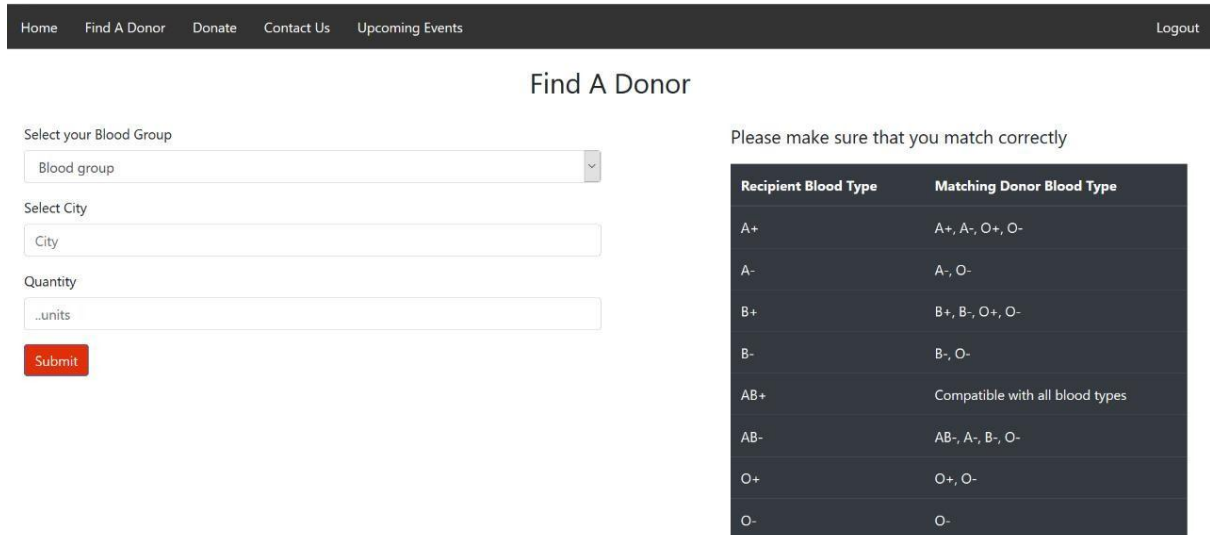 Home Find A Donor Donate Contact Us Upcoming Events Logout
Find A Donor
Select your Blood Group
Blood group
Select City
City
Quantity
..units
Submit
Please make sure that you match correctly
Recipient Blood Type Matching Donor Blood Type
A+ A+, A-, O+, O-
A- A-, O-
B+ B+, B-, O+, O-
B- B-, O-
AB+ Compatible with all blood types
AB- AB-, A-, B-, O-
O+ O+, O-
O- O-